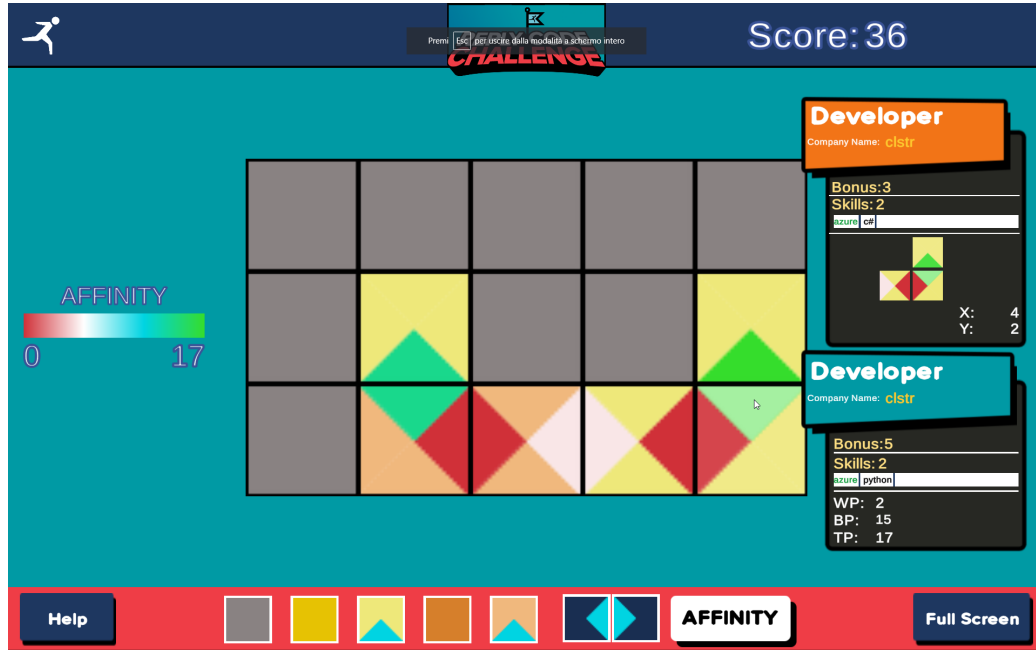 Score: 36
Premi Esc per uscire dalla modalità a schermo intero
REPLY CODE
CHALLENGE
Developer
Company Name: clstr
Bonus:3
Skills: 2
azure c#
X: 4
Y: 2
AFFINITY
0 17
Developer
Company Name: clstr
Bonus:5
Skills: 2
azure python
WP: 2
BP: 15
TP: 17
Help
AFFINITY
Full Screen